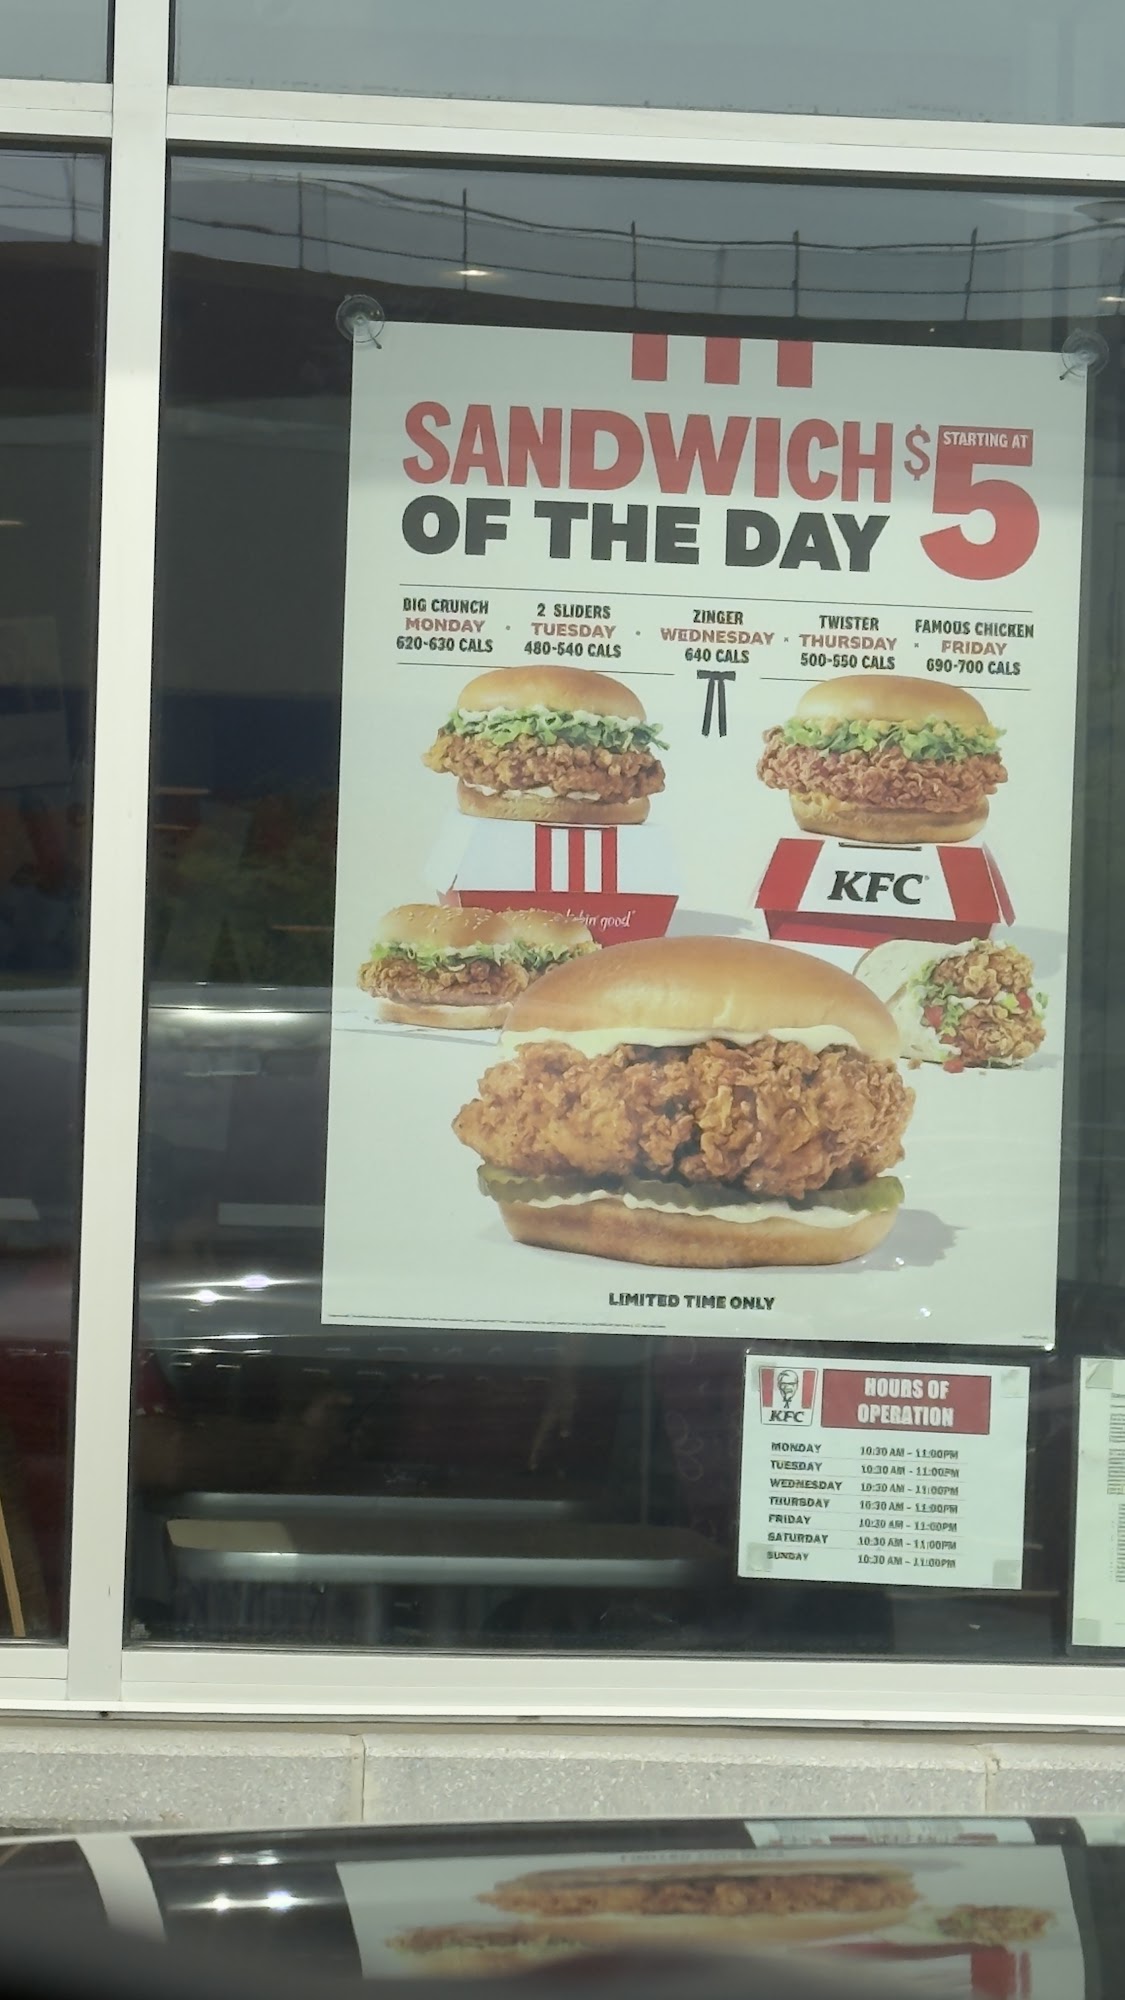 SANDWICH
OF THE DAY
$ STARTING AT
5
BIG CRUNCH
MONDAY
620-630 CALS
2 SLIDERS
TUESDAY
480-540 CALS
ZINGER
WEDNESDAY
640 CALS
TWISTER
THURSDAY
500-550 CALS
FAMOUS CHICKEN
FRIDAY
690-700 CALS
KFC
good"
LIMITED TIME ONLY
KFC
HOURS OF
OPERATION
MONDAY 10:30 AM - 11:00PM
TUESDAY 10:30 AM - 11:00PM
WEDNESDAY 10:30 AM - 11:00PM
THURSDAY 10:30 AM - 11:00PM
FRIDAY 10:30 AM - 11:00PM
SATURDAY 10:30 AM - 11:00PM
SUNDAY 10:30 AM - 11:00PM